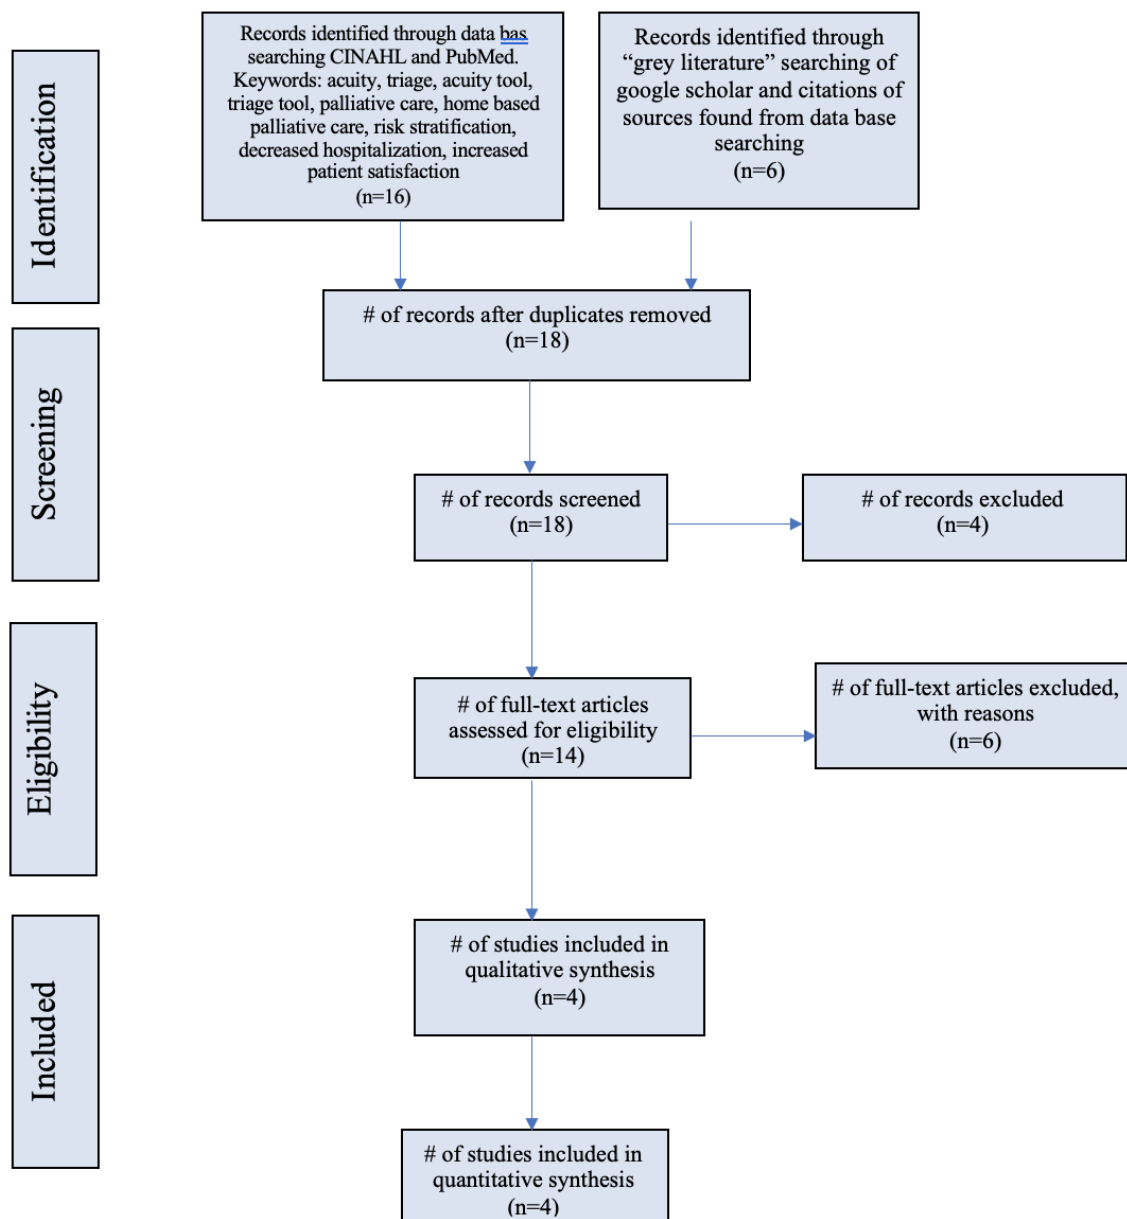 Identification
Records identified through data bas
searching CINAHL and PubMed.
Keywords: acuity, triage, acuity tool,
triage tool, palliative care, home based
palliative care, risk stratification,
decreased hospitalization, increased
patient satisfaction
(n=16)
Records identified through
“grey literature” searching of
google scholar and citations of
sources found from data base
searching
(n=6)
# of records after duplicates removed
(n=18)
Screening
# of records screened
(n=18)
# of records excluded
(n=4)
Eligibility
# of full-text articles
assessed for eligibility
(n=14)
# of full-text articles excluded,
with reasons
(n=6)
Included
# of studies included in
qualitative synthesis
(n=4)
# of studies included in
quantitative synthesis
(n=4)